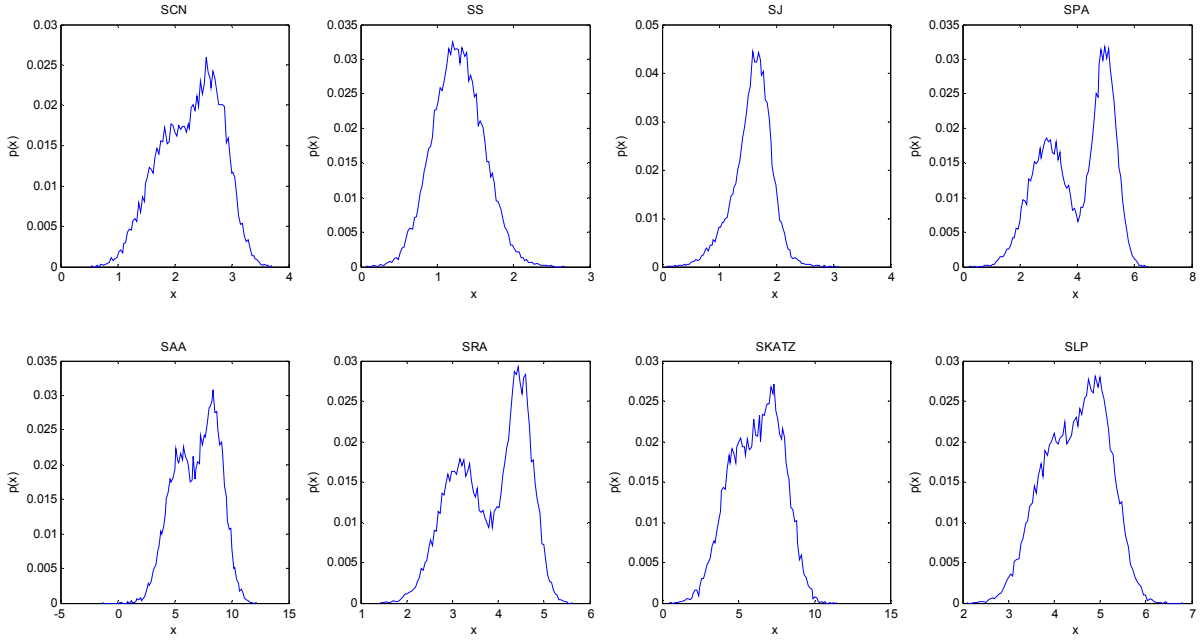 SCN
SS
SJ
SPA
0.03
0.025
0.02
0.015
0.01
0.005
0
p(x)
0 1 2 3 4
x
0.035
0.03
0.025
0.02
0.015
0.01
0.005
0
p(x)
0 1 2 3
x
0.05
0.04
0.03
0.02
0.01
0
p(x)
0 1 2 3 4
x
0.035
0.03
0.025
0.02
0.015
0.01
0.005
0
p(x)
0 2 4 6 8
x
SAA
SRA
SKATZ
SLP
0.035
0.03
0.025
0.02
0.015
0.01
0.005
0
p(x)
-5 0 5 10 15
x
0.03
0.025
0.02
0.015
0.01
0.005
0
p(x)
1 2 3 4 5 6
x
0.03
0.025
0.02
0.015
0.01
0.005
0
p(x)
0 5 10 15
x
0.03
0.025
0.02
0.015
0.01
0.005
0
p(x)
2 3 4 5 6 7
x